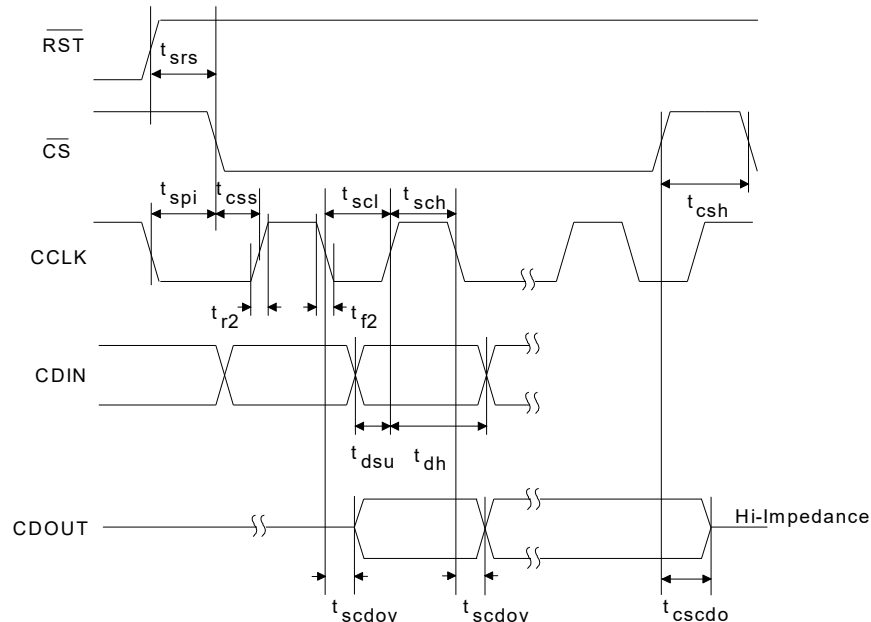 RST
t srs
CS
t spi
t css
t scl
t sch
t csh
CCLK
t r2
t f2
CDIN
t dsu
t dh
CDOUT
Hi-Impedance
t scdov
t scdov
t cscdo